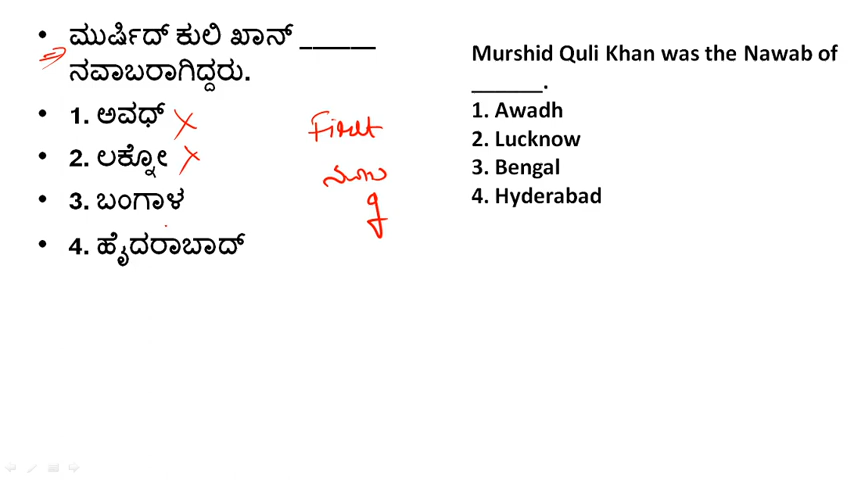 • ಮುರ್ಷಿದ್ ಕುಲಿ ಖಾನ್ ______
ನವಾಬರಾಗಿದ್ದರು.
• 1. ಅವಧ್
• 2. ಲಕ್ನೋ
• 3. ಬಂಗಾಳ
• 4. ಹೈದರಾಬಾದ್
First
Murshid Quli Khan was the Nawab of
______.
1. Awadh
2. Lucknow
3. Bengal
4. Hyderabad